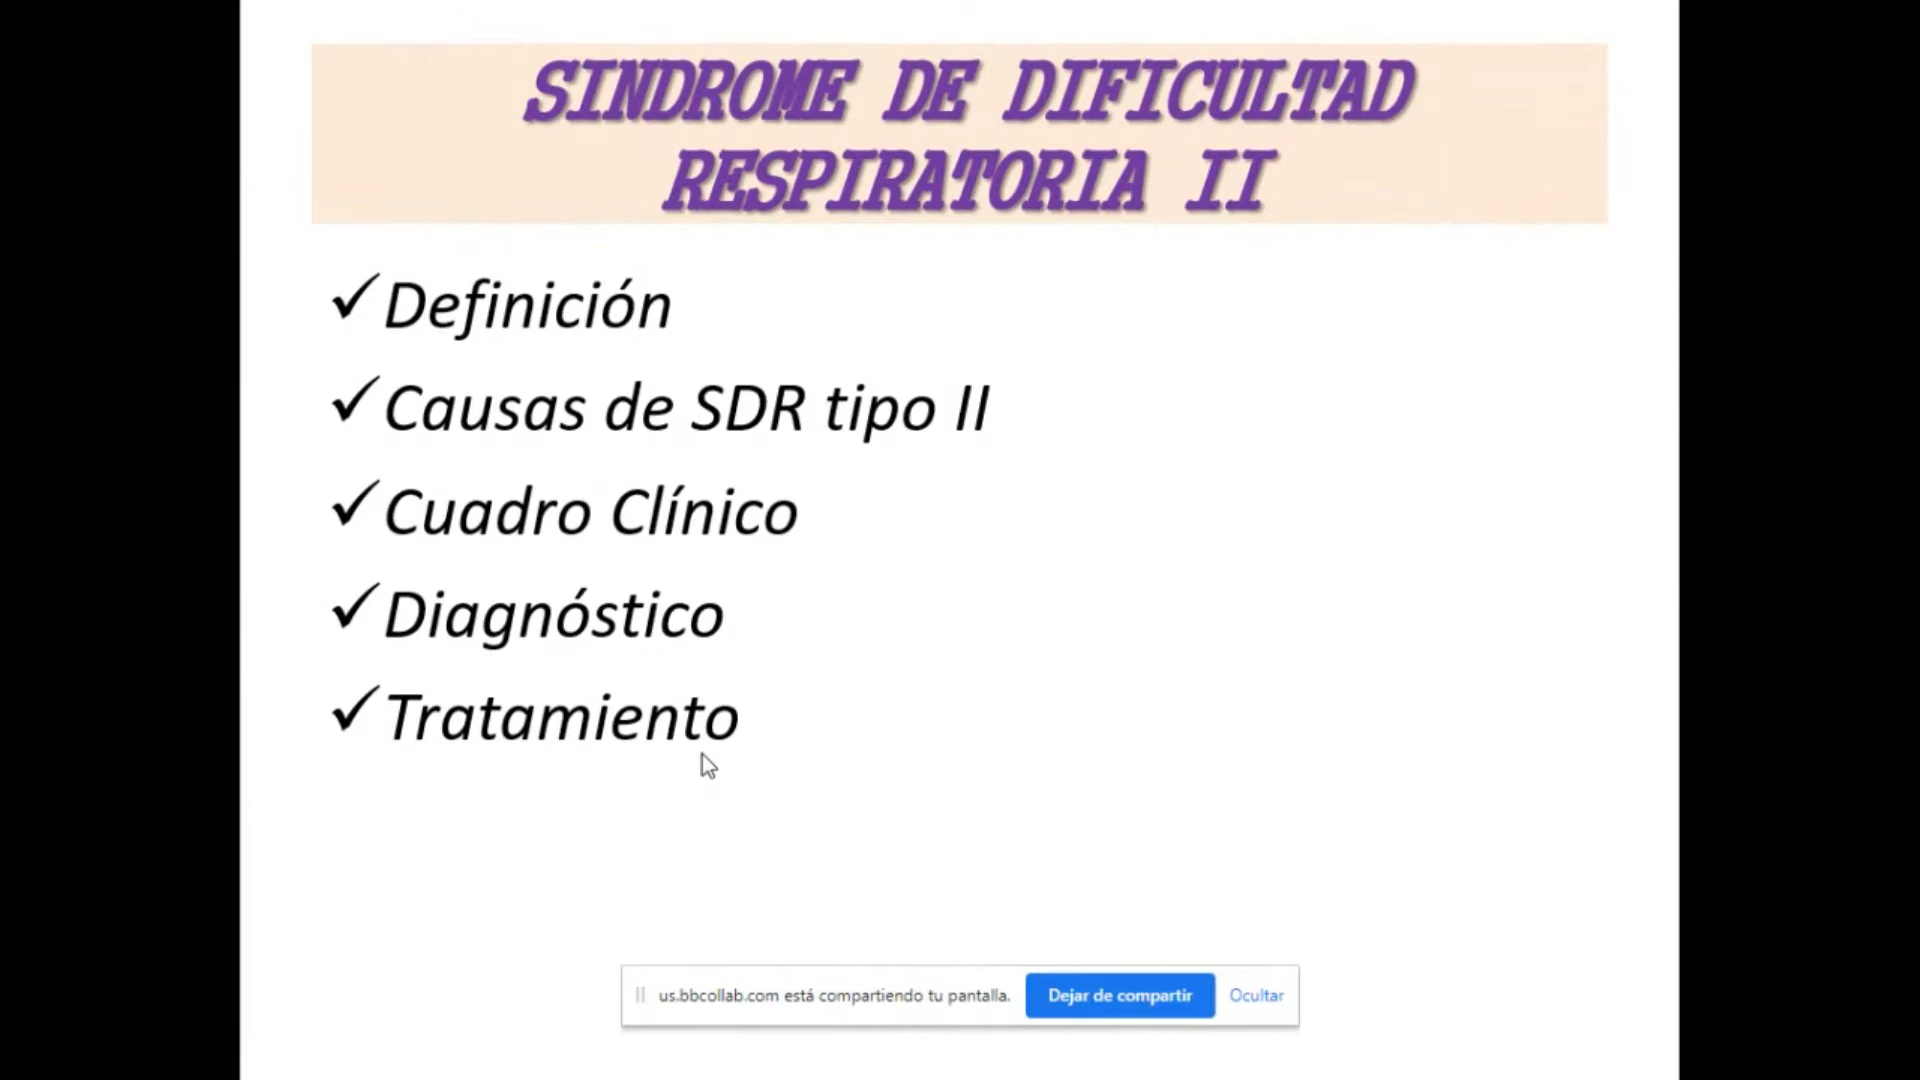 SINDROME DE DIFICULTAD
RESPIRATORIA II
✓Definición
✓Causas de SDR tipo II
✓Cuadro Clínico
✓Diagnóstico
✓Tratamiento
us.bbcollab.com está compartiendo tu pantalla. Dejar de compartir Ocultar